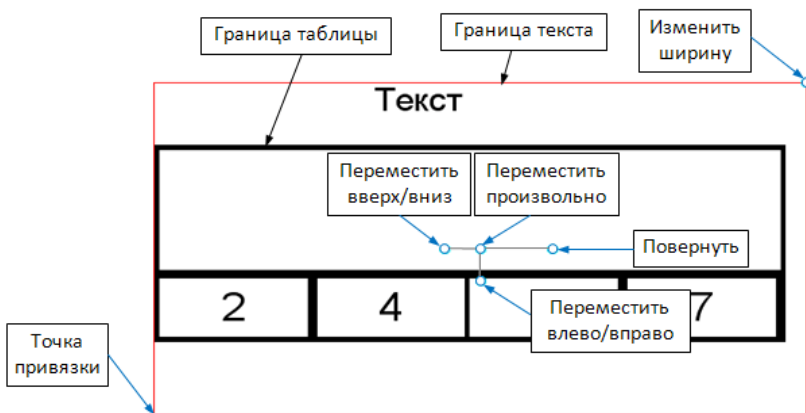 Граница таблицы
Граница текста
Изменить
ширину
Текст
Переместить
вверх/вниз
Переместить
произвольно
Повернуть
2
4
7
Переместить
влево/вправо
Точка
привязки